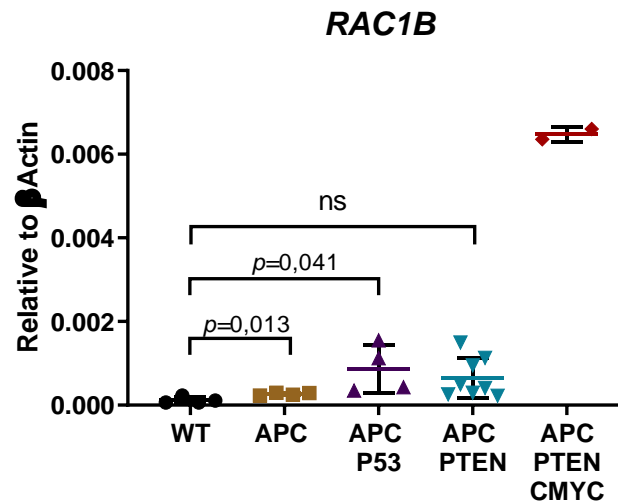 RAC1B
Relative to βActin
0.008
0.006
0.004
0.002
0.000
ns
p=0,041
p=0,013
WT
APC
APC
P53
APC
PTEN
APC
PTEN
CMYC